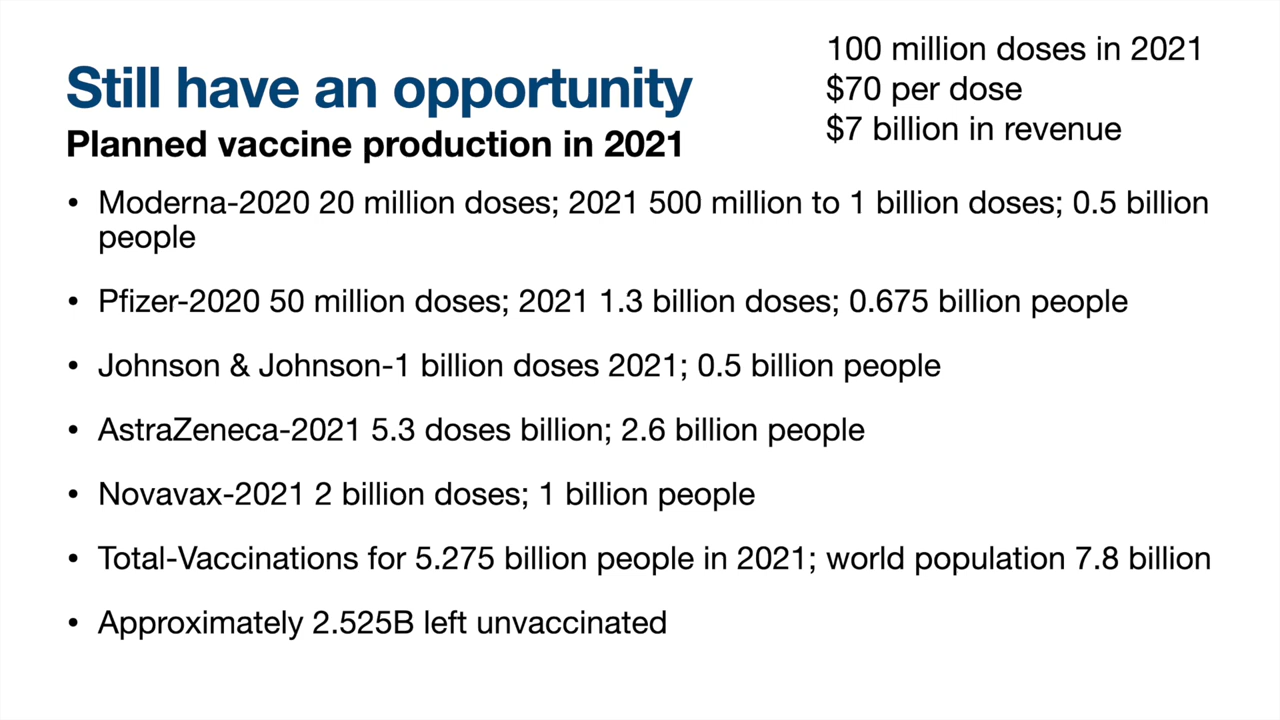 Still have an opportunity
Planned vaccine production in 2021
100 million doses in 2021
$70 per dose
$7 billion in revenue
• Moderna-2020 20 million doses; 2021 500 million to 1 billion doses; 0.5 billion
people
• Pfizer-2020 50 million doses; 2021 1.3 billion doses; 0.675 billion people
• Johnson & Johnson-1 billion doses 2021; 0.5 billion people
• AstraZeneca-2021 5.3 doses billion; 2.6 billion people
• Novavax-2021 2 billion doses; 1 billion people
• Total-Vaccinations for 5.275 billion people in 2021; world population 7.8 billion
• Approximately 2.525B left unvaccinated